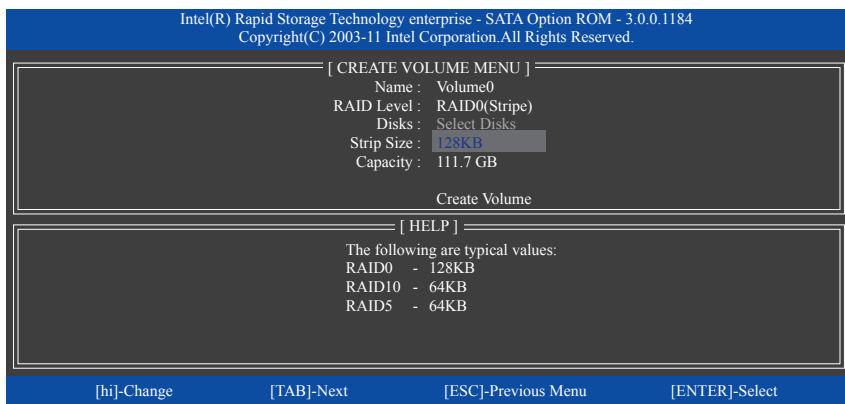 Intel(R) Rapid Storage Technology enterprise - SATA Option ROM - 3.0.0.1184
Copyright(C) 2003-11 Intel Corporation.All Rights Reserved.
[ CREATE VOLUME MENU ]
Name : Volume0
RAID Level : RAID0(Stripe)
Disks : Select Disks
Strip Size : 128KB
Capacity : 111.7 GB
Create Volume
[ HELP ]
The following are typical values:
RAID0 - 128KB
RAID10 - 64KB
RAID5 - 64KB
[hi]-Change [TAB]-Next [ESC]-Previous Menu [ENTER]-Select